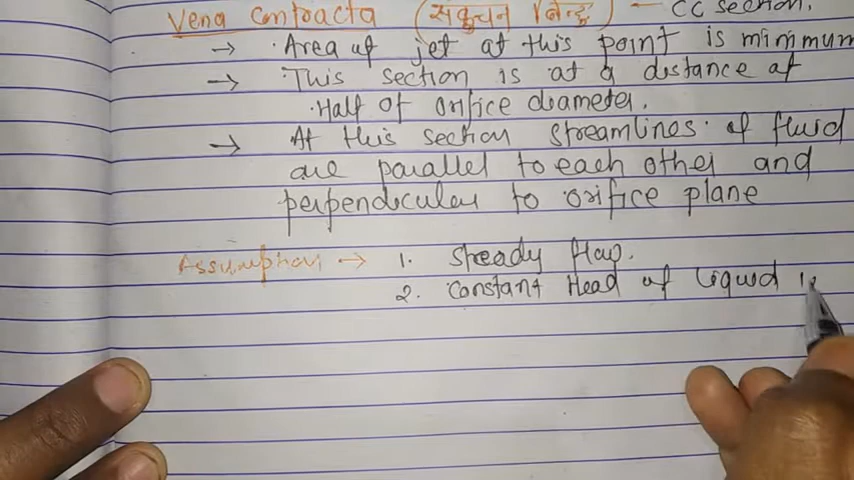 Vena Contracta (संकुचन बिन्दु) - CC section.
→ Area of jet at this point is minimum
→ This section is at a distance of
Half of orifice diameter.
→ At this section streamlines of fluid
are parallel to each other and
perpendicular to orifice plane
Assumption → 1. Steady flow.
2. Constant Head of liquid i